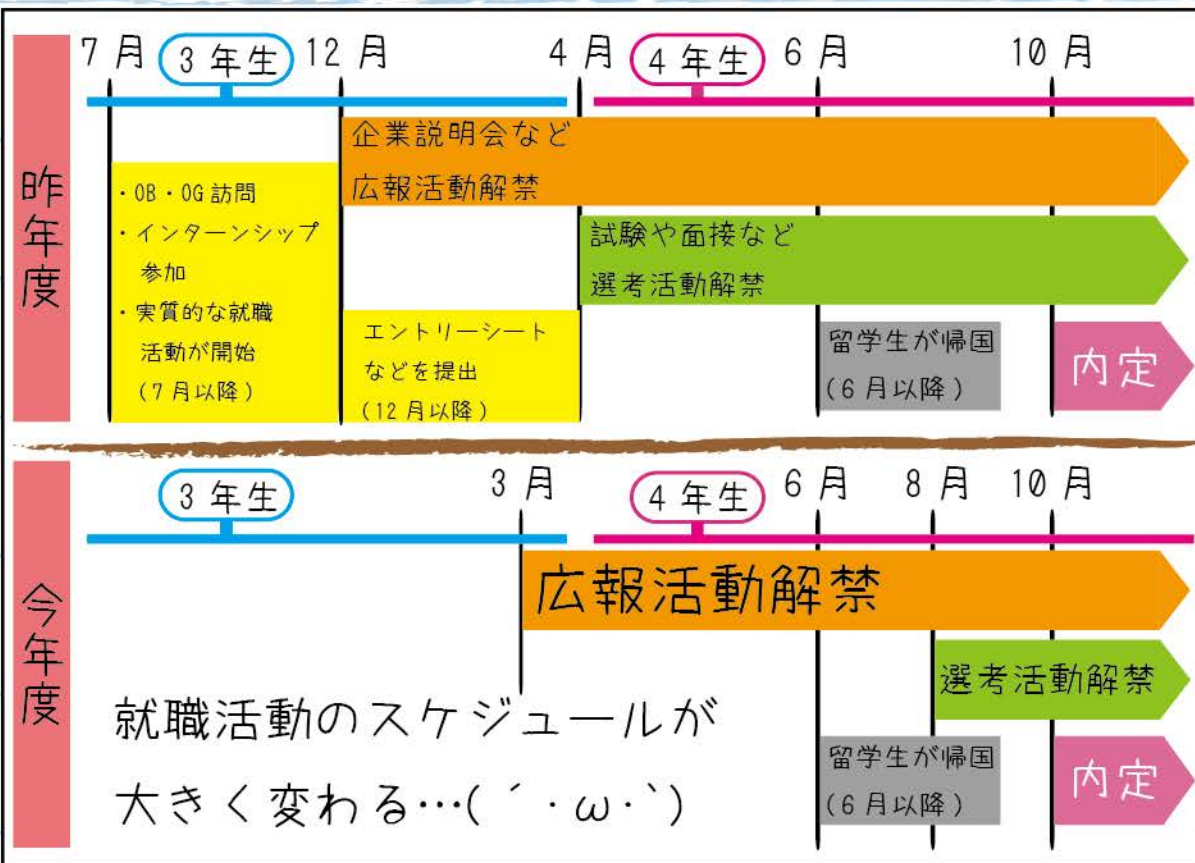 昨年度
7月
3年生
12月
4月
4年生
6月
10月
企業説明会など
広報活動解禁
・OB・OG訪問
・インターンシップ
参加
・実質的な就職
活動が開始
(7月以降)
試験や面接など
選考活動解禁
エントリーシート
などを提出
(12月以降)
留学生が帰国
(6月以降)
内定
今年度
3年生
3月
4年生
6月
8月
10月
広報活動解禁
選考活動解禁
留学生が帰国
(6月以降)
内定
就職活動のスケジュールが
大きく変わる…(´・ω・`)